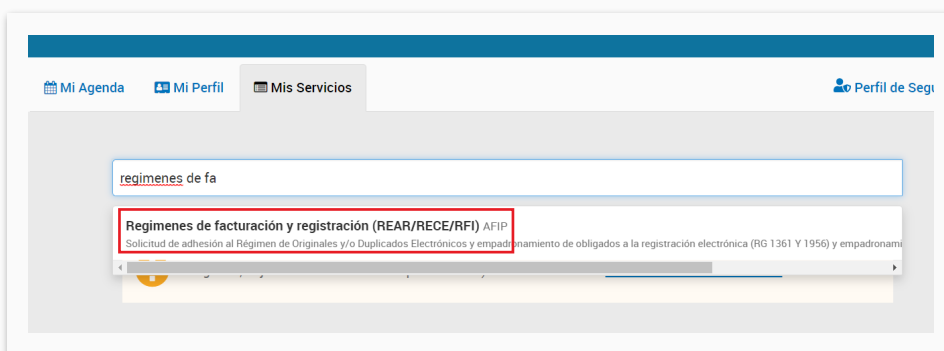 Mi Agenda
Mi Perfil
Mis Servicios
Perfil de Segu
regimenes de fa
Regimenes de facturación y registración (REAR/RECE/RFI) AFIP
Solicitud de adhesión al Régimen de Originales y/o Duplicados Electrónicos y empadronamiento de obligados a la registración electrónica (RG 1361 Y 1956) y empadronami